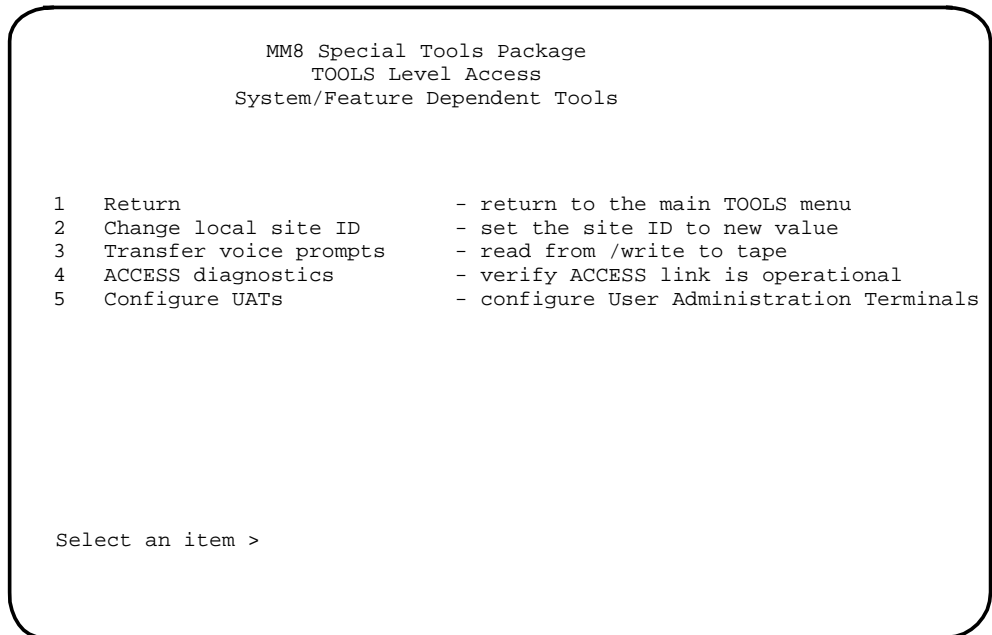 MM8 Special Tools Package
TOOLS Level Access
System/Feature Dependent Tools
1 Return - return to the main TOOLS menu
2 Change local site ID - set the site ID to new value
3 Transfer voice prompts - read from /write to tape
4 ACCESS diagnostics - verify ACCESS link is operational
5 Configure UATs - configure User Administration Terminals
Select an item >